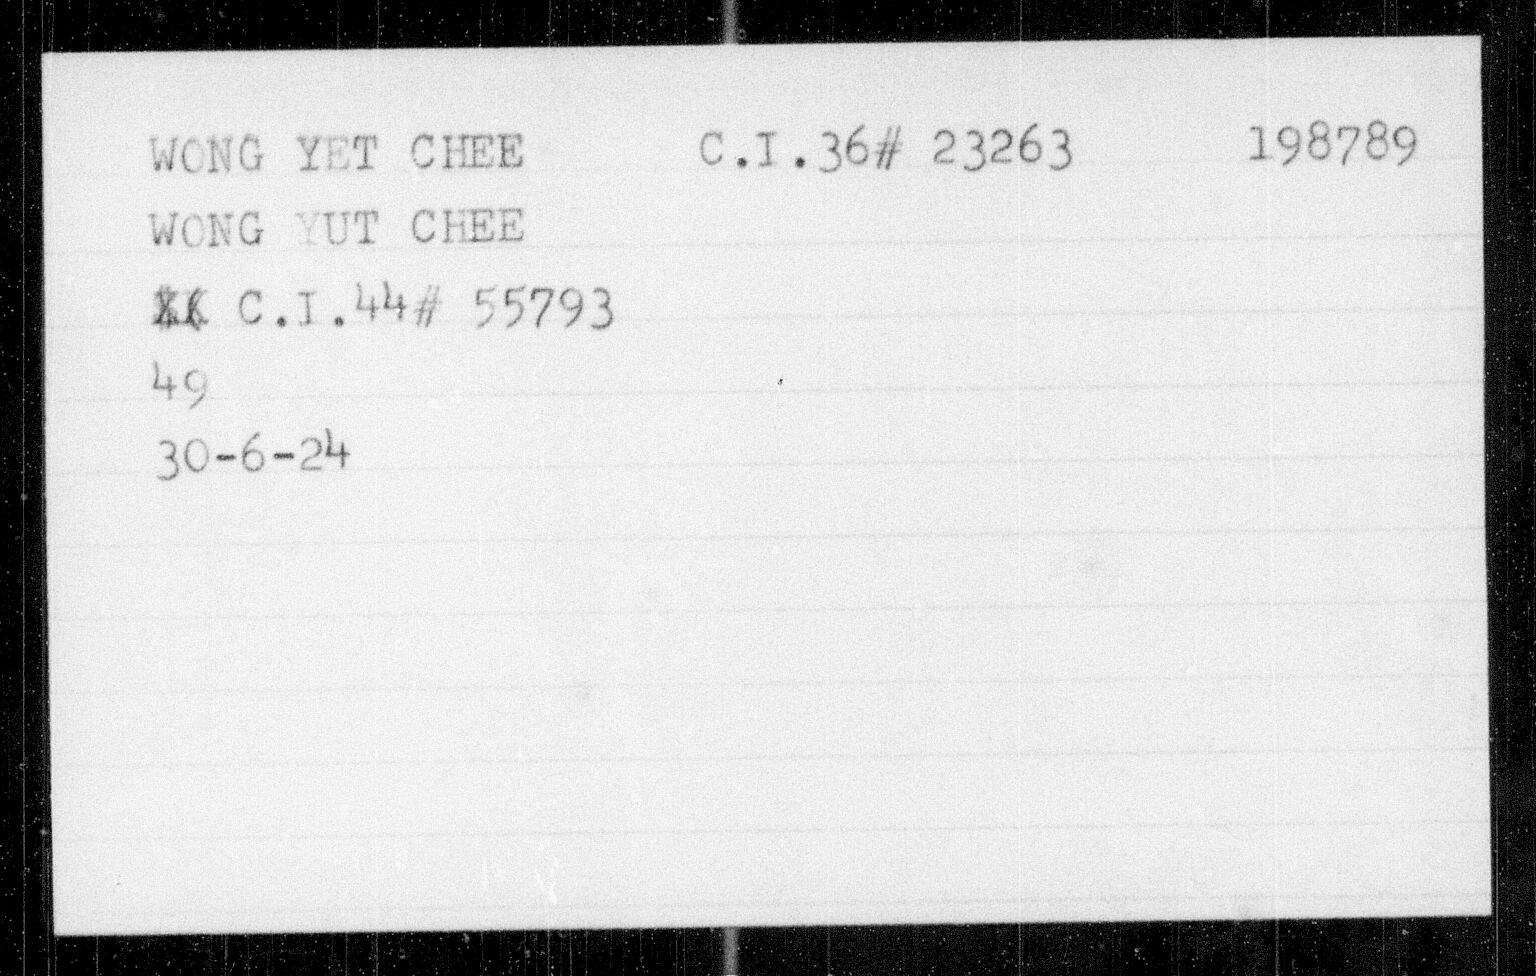 WONG YET CHEE C.I.36# 23263 198789
WONG YUT CHEE
C.I.44# 55793
49
30-6-24